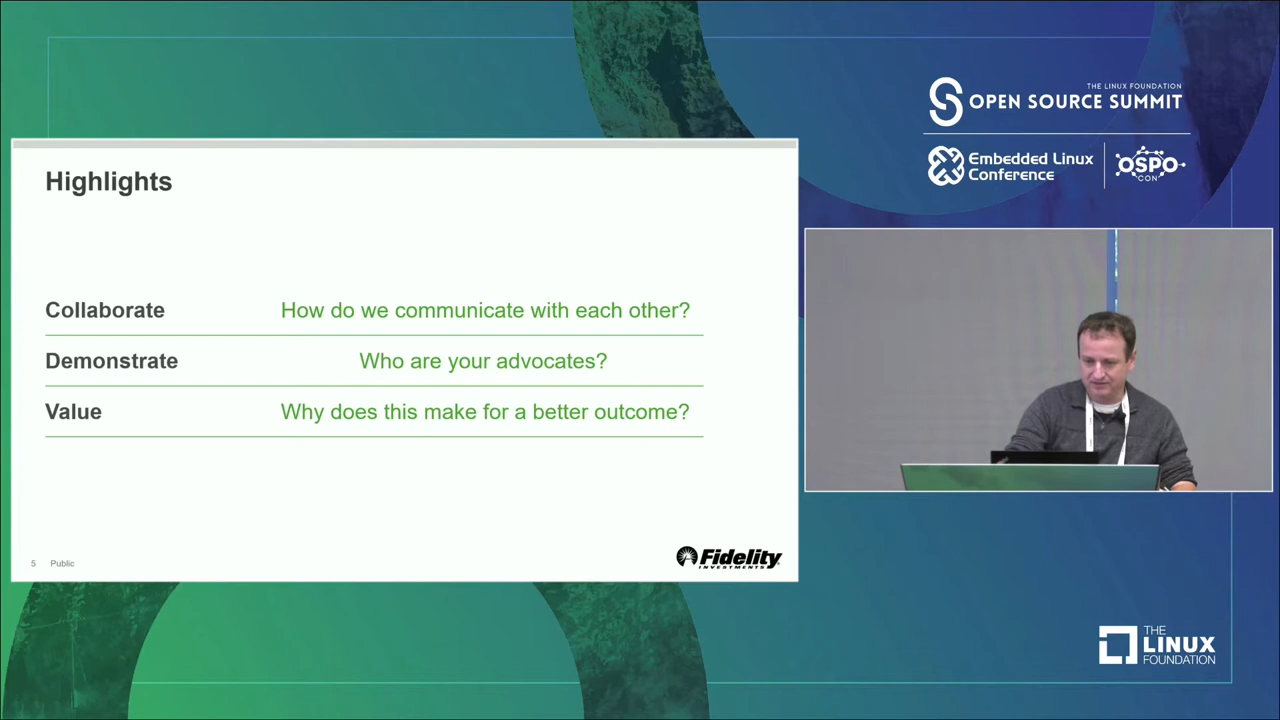 THE LINUX FOUNDATION
OPEN SOURCE SUMMIT
Embedded Linux
Conference
OSPO
CON
Highlights
Collaborate How do we communicate with each other?
Demonstrate Who are your advocates?
Value Why does this make for a better outcome?
5 Public
Fidelity
INVESTMENTS
THE
LINUX
FOUNDATION